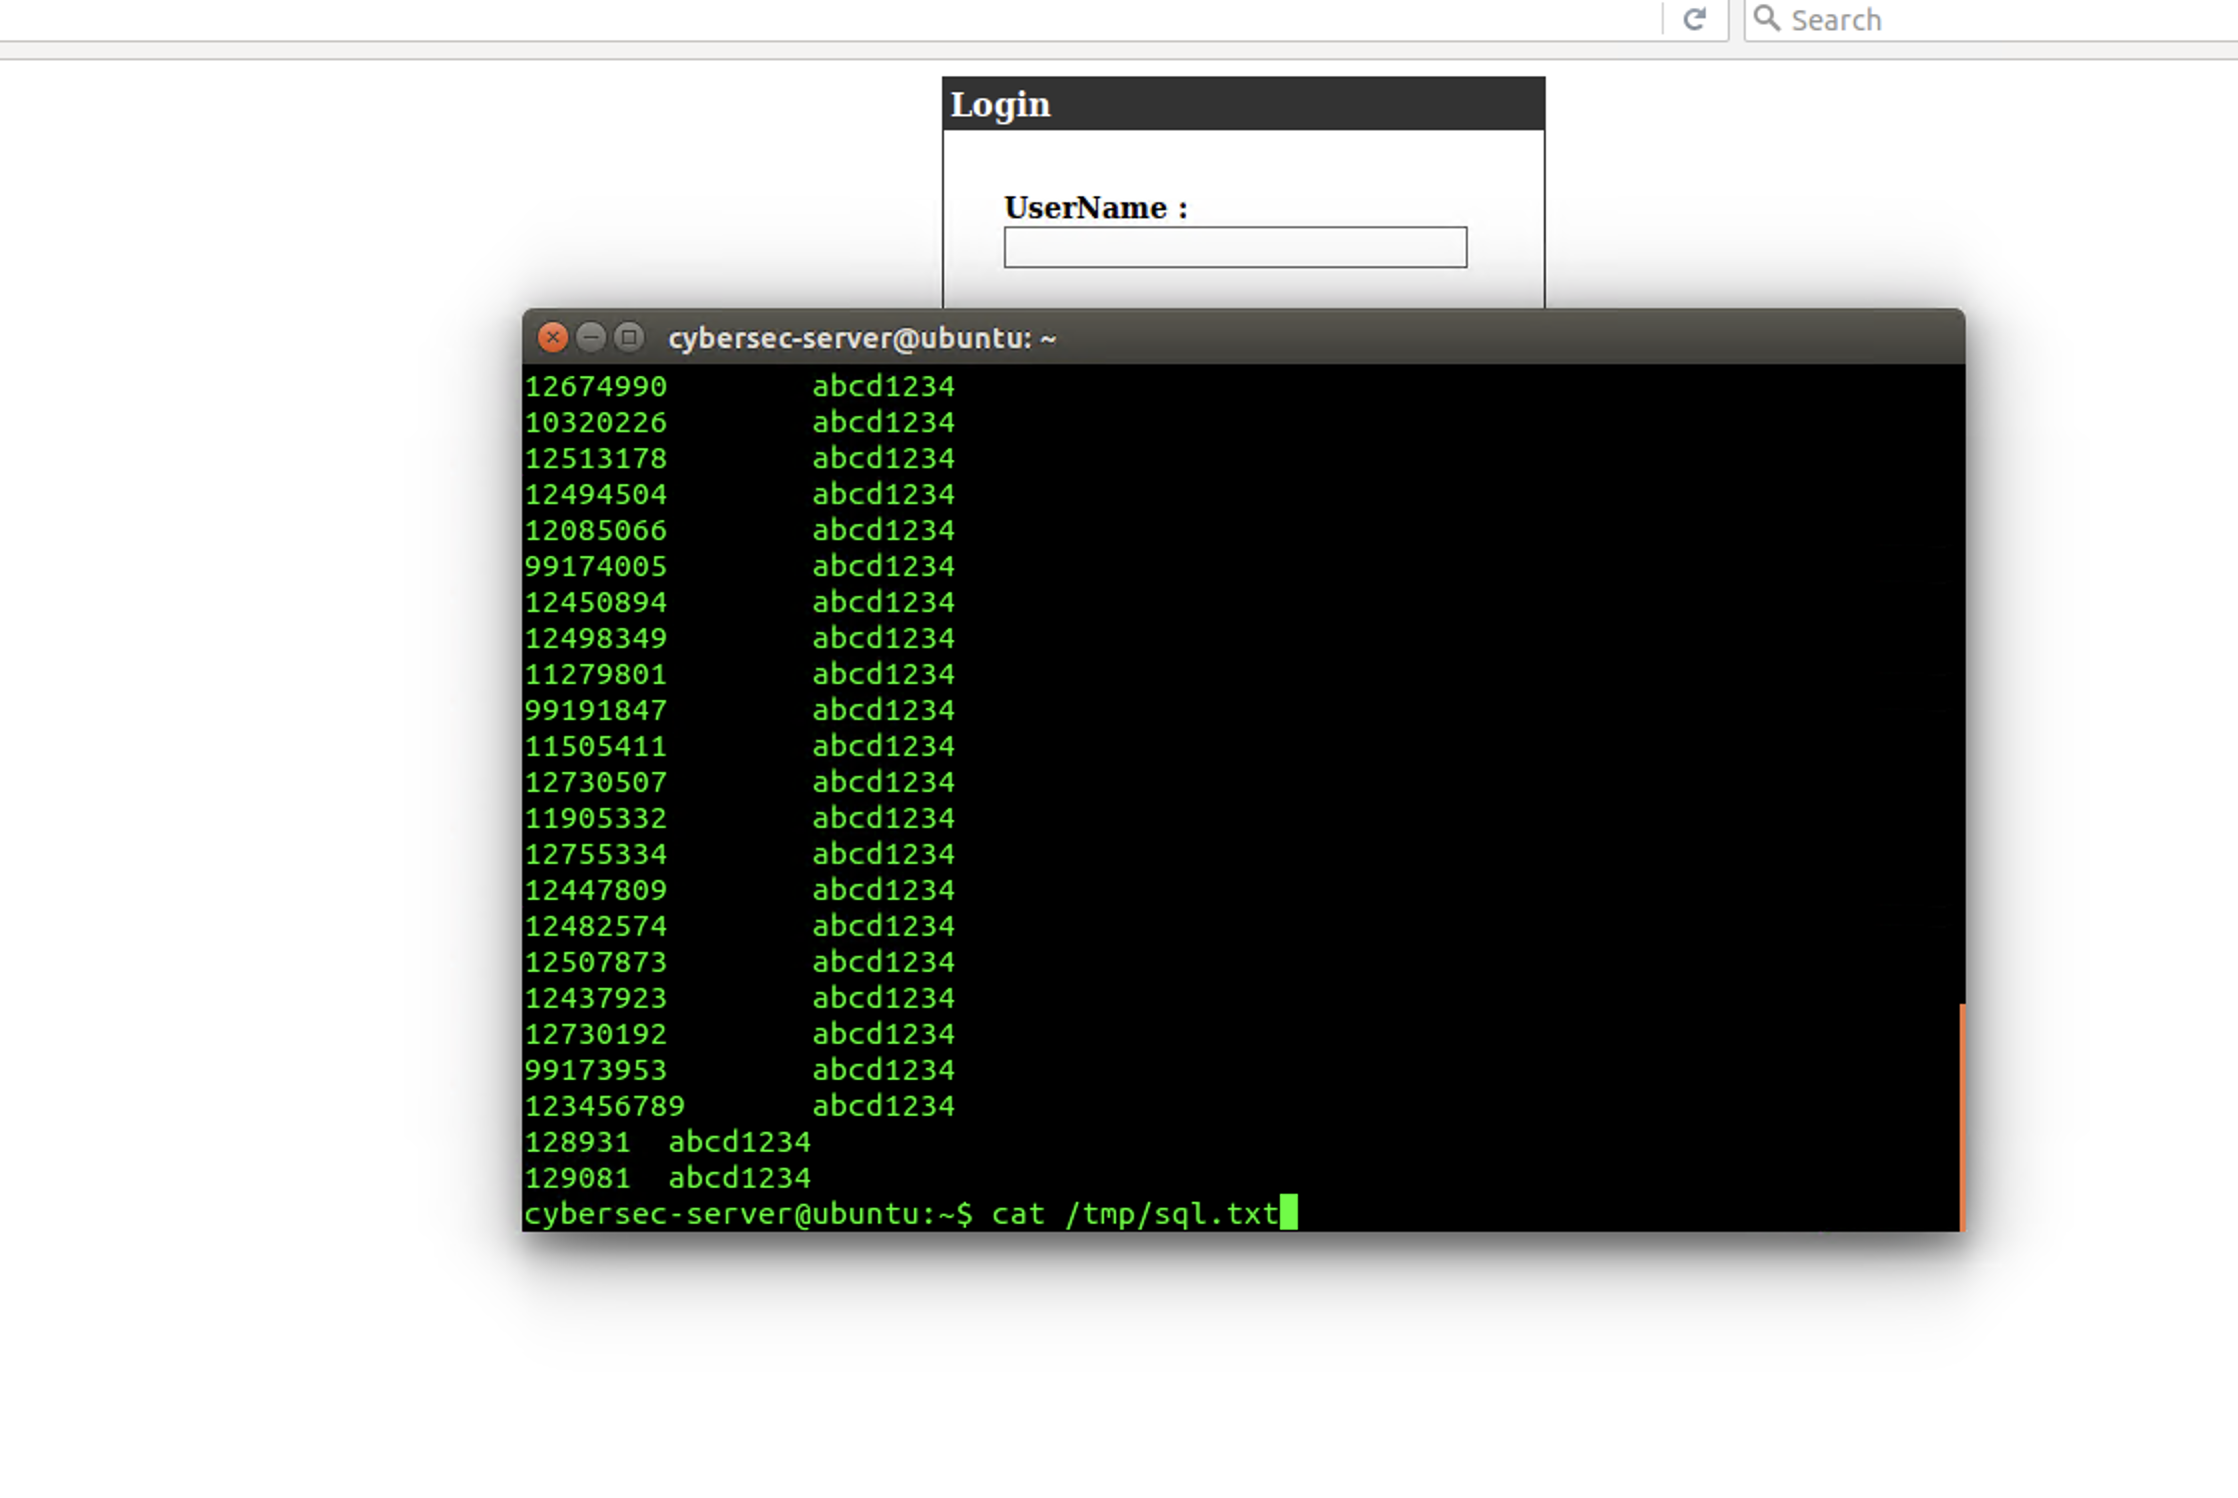 Search
Login
UserName :
cybersec-server@ubuntu: ~
12674990 abcd1234
10320226 abcd1234
12513178 abcd1234
12494504 abcd1234
12085066 abcd1234
99174005 abcd1234
12450894 abcd1234
12498349 abcd1234
11279801 abcd1234
99191847 abcd1234
11505411 abcd1234
12730507 abcd1234
11905332 abcd1234
12755334 abcd1234
12447809 abcd1234
12482574 abcd1234
12507873 abcd1234
12437923 abcd1234
12730192 abcd1234
99173953 abcd1234
123456789 abcd1234
128931 abcd1234
129081 abcd1234
cybersec-server@ubuntu:~$ cat /tmp/sql.txt